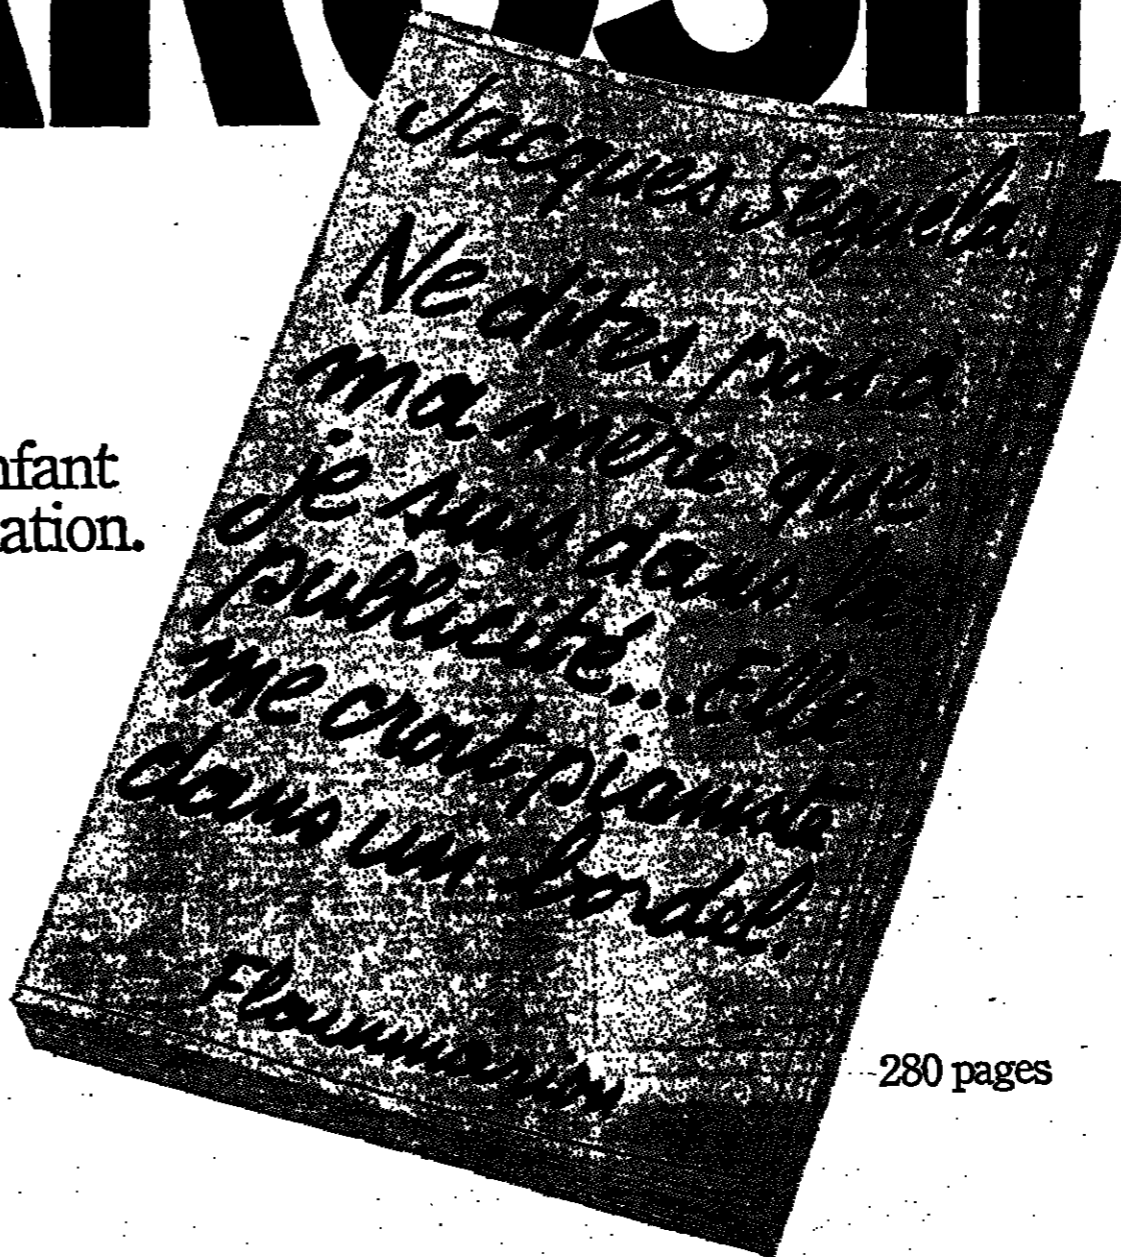 Jacques Séguéla
Ne dites pas à
ma mère que
je suis dans la
publicité... Elle
me croit pianiste
dans un bordel.
Flammarion
nfant
ation.
280 pages